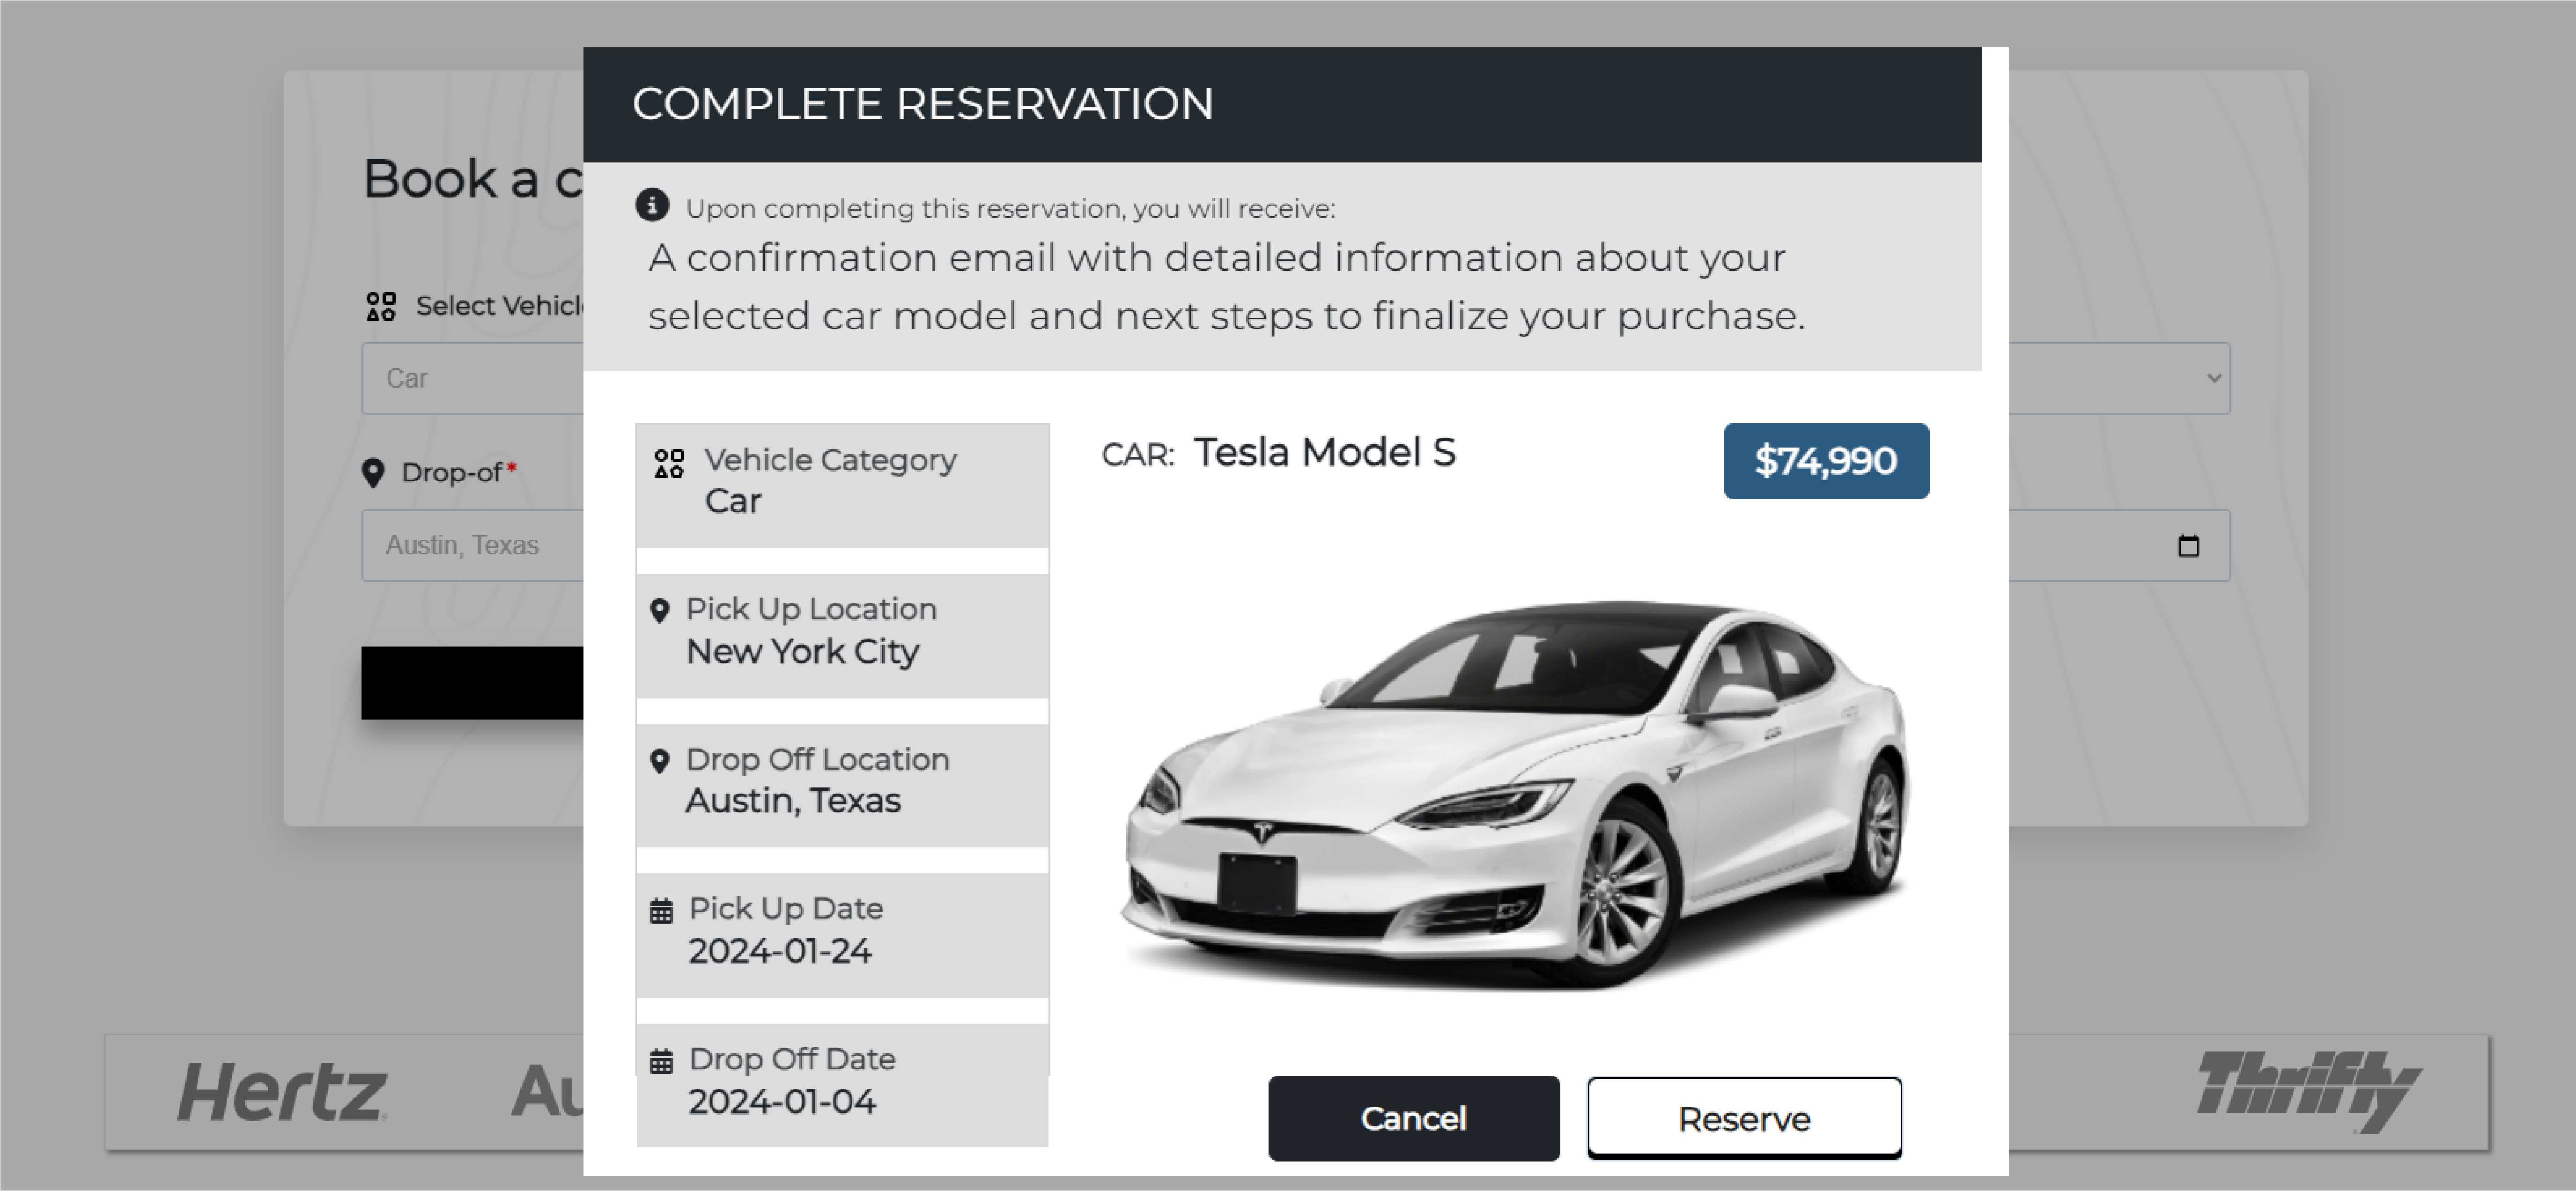 COMPLETE RESERVATION
Book a c
Upon completing this reservation, you will receive:
A confirmation email with detailed information about your
selected car model and next steps to finalize your purchase.
Select Vehicl
Car
Drop-of*
Austin, Texas
Vehicle Category
Car
Pick Up Location
New York City
Drop Off Location
Austin, Texas
Pick Up Date
2024-01-24
Drop Off Date
2024-01-04
CAR: Tesla Model S
$74,990
Cancel
Reserve
Hertz
Au
Thrifty